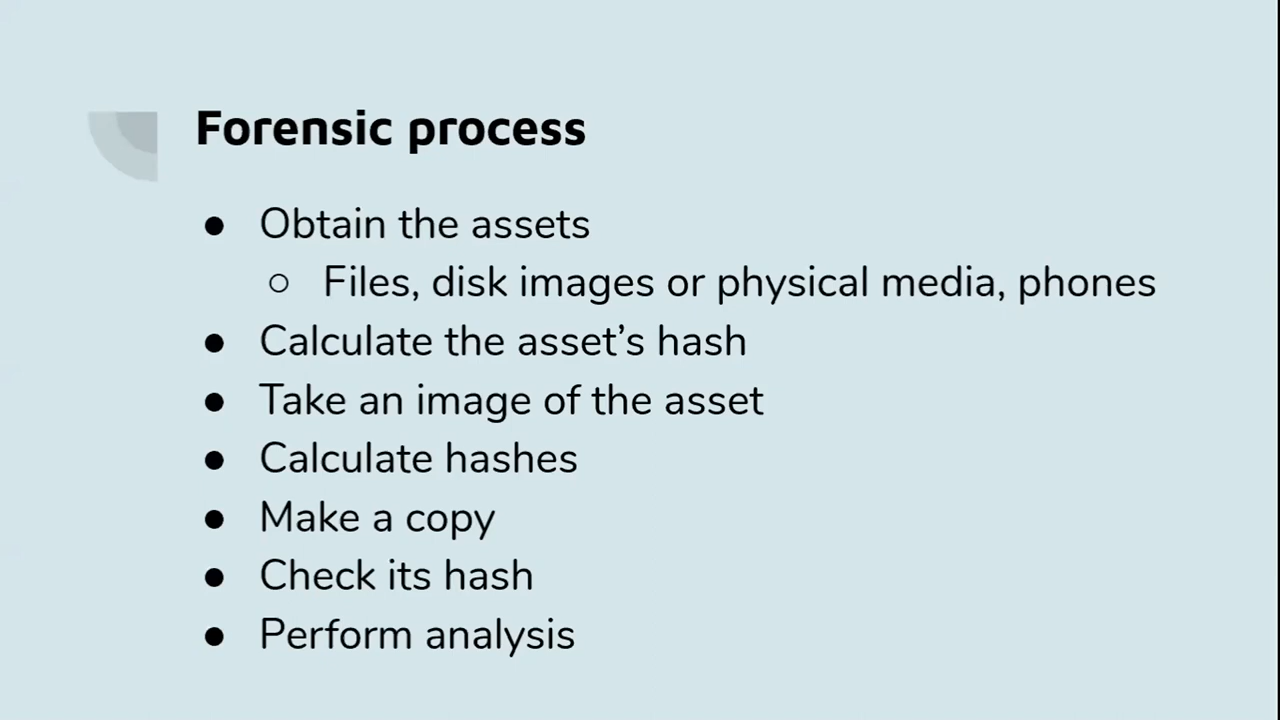 Forensic process
● Obtain the assets
○ Files, disk images or physical media, phones
● Calculate the asset’s hash
● Take an image of the asset
● Calculate hashes
● Make a copy
● Check its hash
● Perform analysis